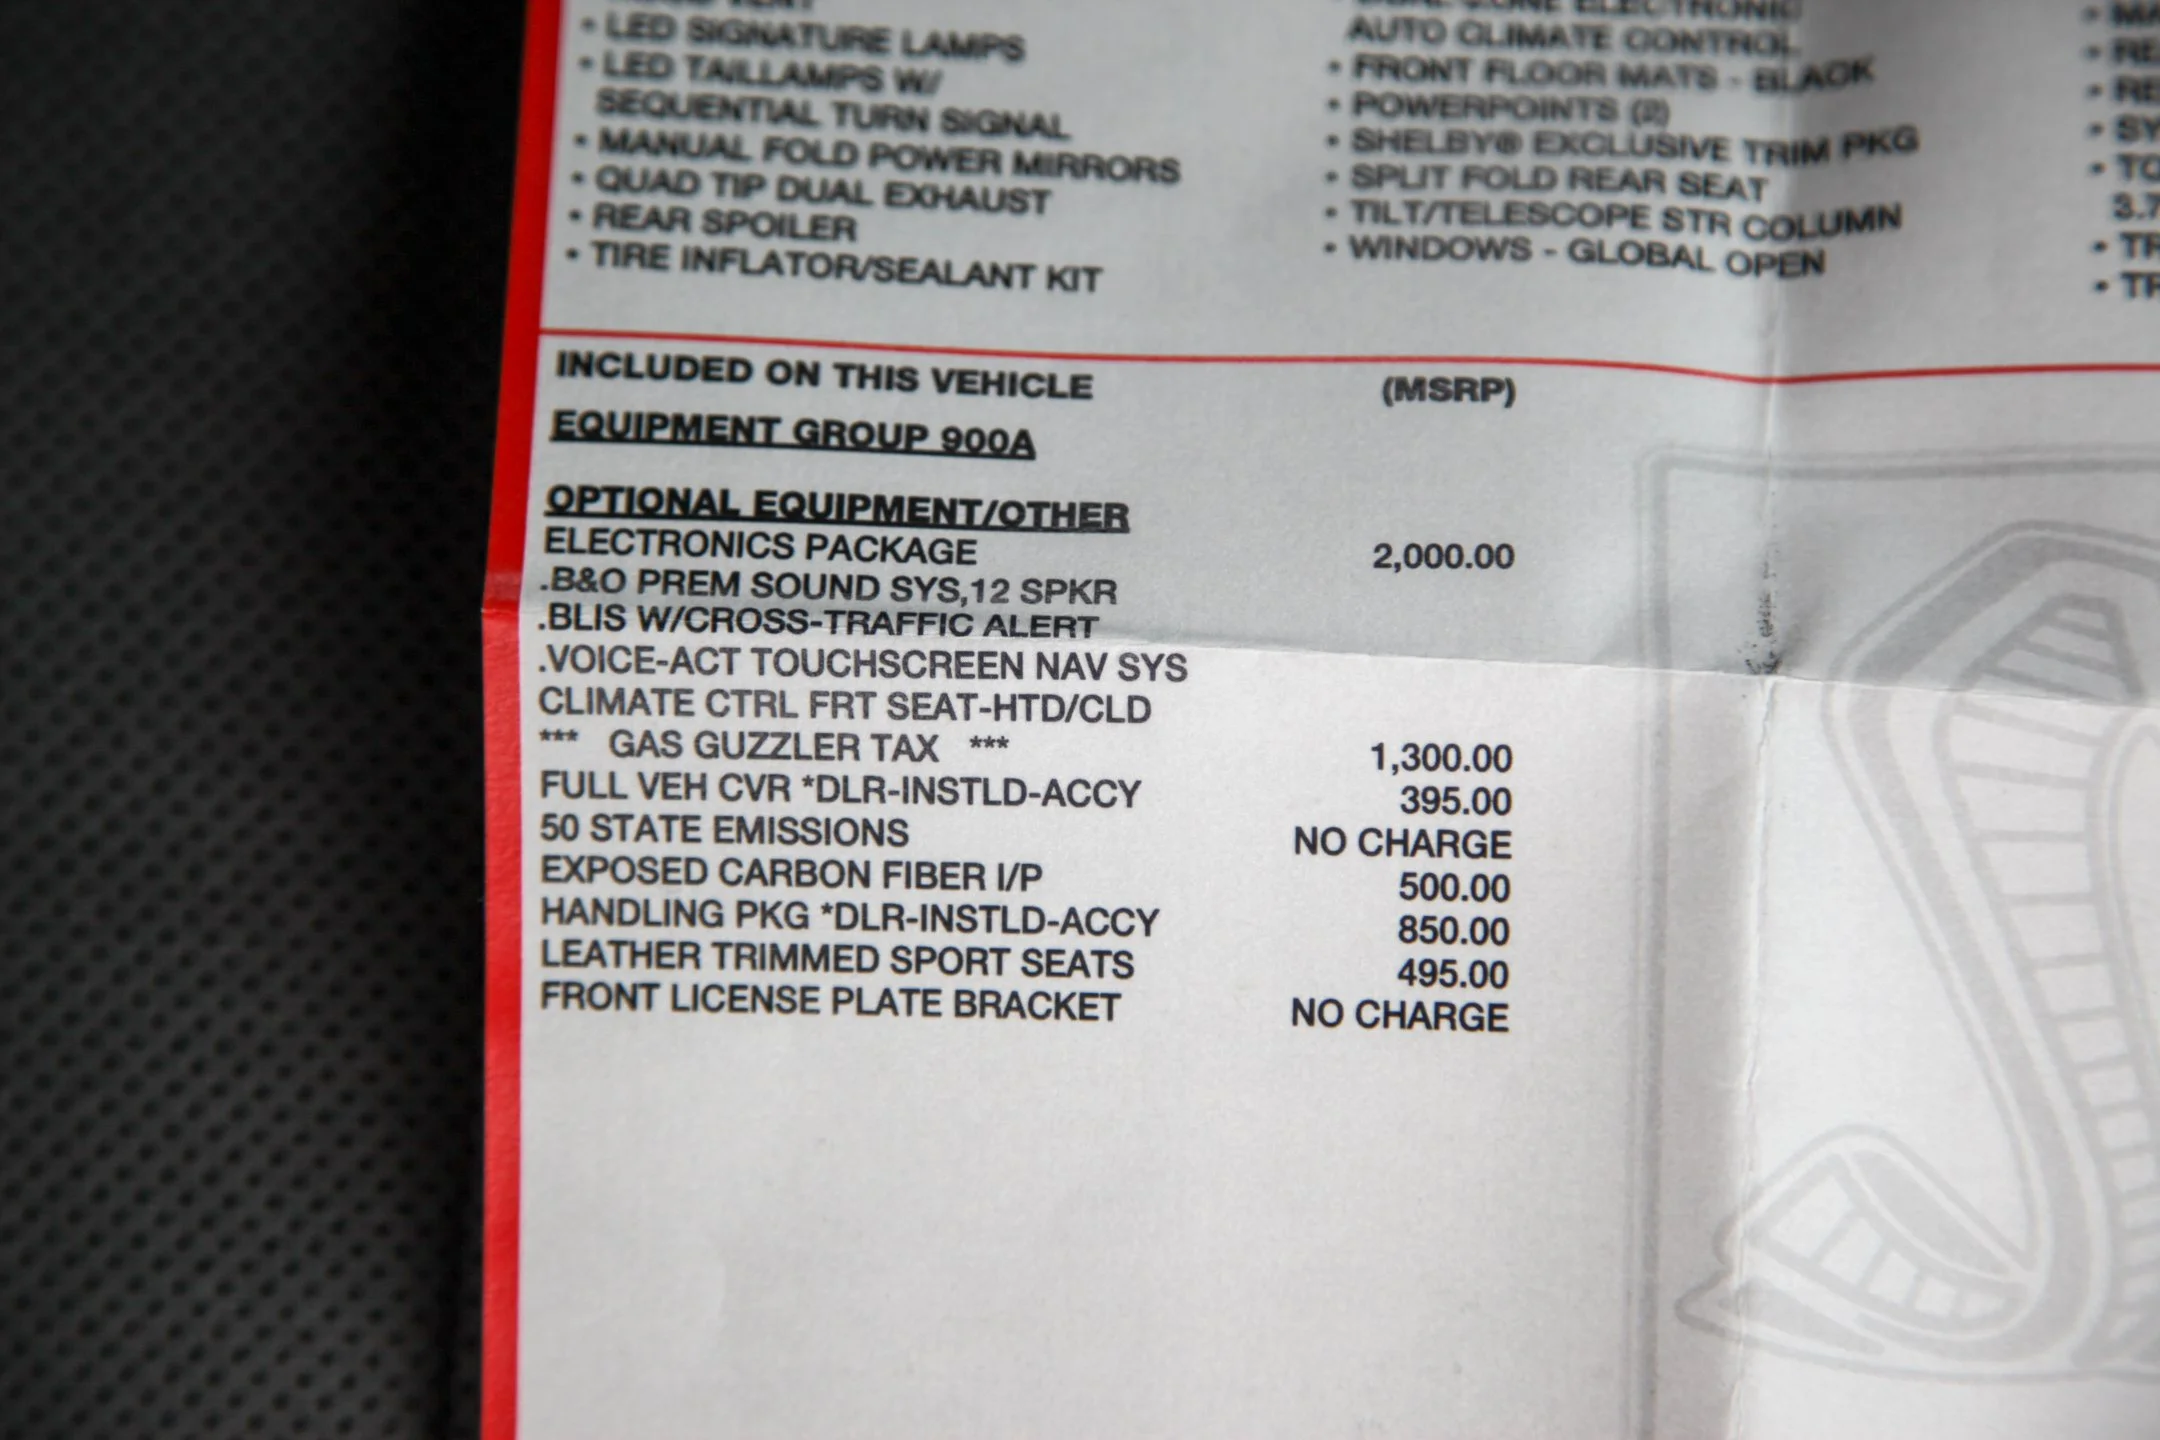 • LED SIGNATURE LAMPS
• LED TAILLAMPS W/
SEQUENTIAL TURN SIGNAL
• MANUAL FOLD POWER MIRRORS
• QUAD TIP DUAL EXHAUST
• REAR SPOILER
• TIRE INFLATOR/SEALANT KIT
AUTO CLIMATE CONTROL
• FRONT FLOOR MATS - BLACK
• POWERPOINTS (2)
• SHELBY® EXCLUSIVE TRIM PKG
• SPLIT FOLD REAR SEAT
• TILT/TELESCOPE STR COLUMN
• WINDOWS - GLOBAL OPEN
INCLUDED ON THIS VEHICLE (MSRP)
EQUIPMENT GROUP 900A
OPTIONAL EQUIPMENT/OTHER
ELECTRONICS PACKAGE 2,000.00
.B&O PREM SOUND SYS,12 SPKR
.BLIS W/CROSS-TRAFFIC ALERT
.VOICE-ACT TOUCHSCREEN NAV SYS
CLIMATE CTRL FRT SEAT-HTD/CLD
*** GAS GUZZLER TAX *** 1,300.00
FULL VEH CVR *DLR-INSTLD-ACCY 395.00
50 STATE EMISSIONS NO CHARGE
EXPOSED CARBON FIBER I/P 500.00
HANDLING PKG *DLR-INSTLD-ACCY 850.00
LEATHER TRIMMED SPORT SEATS 495.00
FRONT LICENSE PLATE BRACKET NO CHARGE